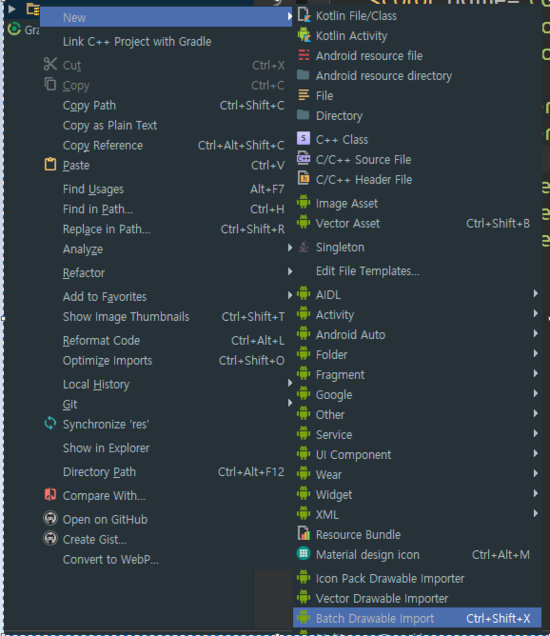 <color name="co
New
Gra
Link C++ Project with Gradle
Cut Ctrl+X
Copy Ctrl+C
Copy Path Ctrl+Shift+C
Copy as Plain Text
Copy Reference Ctrl+Alt+Shift+C
Paste Ctrl+V
Find Usages Alt+F7
Find in Path... Ctrl+H
Replace in Path... Ctrl+Shift+R
Analyze
Refactor
Add to Favorites
Show Image Thumbnails Ctrl+Shift+T
Reformat Code Ctrl+Alt+L
Optimize Imports Ctrl+Shift+O
Local History
Git
Synchronize 'res'
Show in Explorer
Directory Path Ctrl+Alt+F12
Compare With...
Open on GitHub
Create Gist...
Convert to WebP...
Kotlin File/Class
Kotlin Activity
Android resource file
Android resource directory
File
Directory
S C++ Class
C/C++ Source File
C/C++ Header File
Image Asset
Vector Asset Ctrl+Shift+B
Singleton
Edit File Templates...
AIDL
Activity
Android Auto
Folder
Fragment
Google
Other
Service
UI Component
Wear
Widget
XML
Resource Bundle
Material design icon Ctrl+Alt+M
Icon Pack Drawable Importer
Vector Drawable Importer
Batch Drawable Import Ctrl+Shift+X